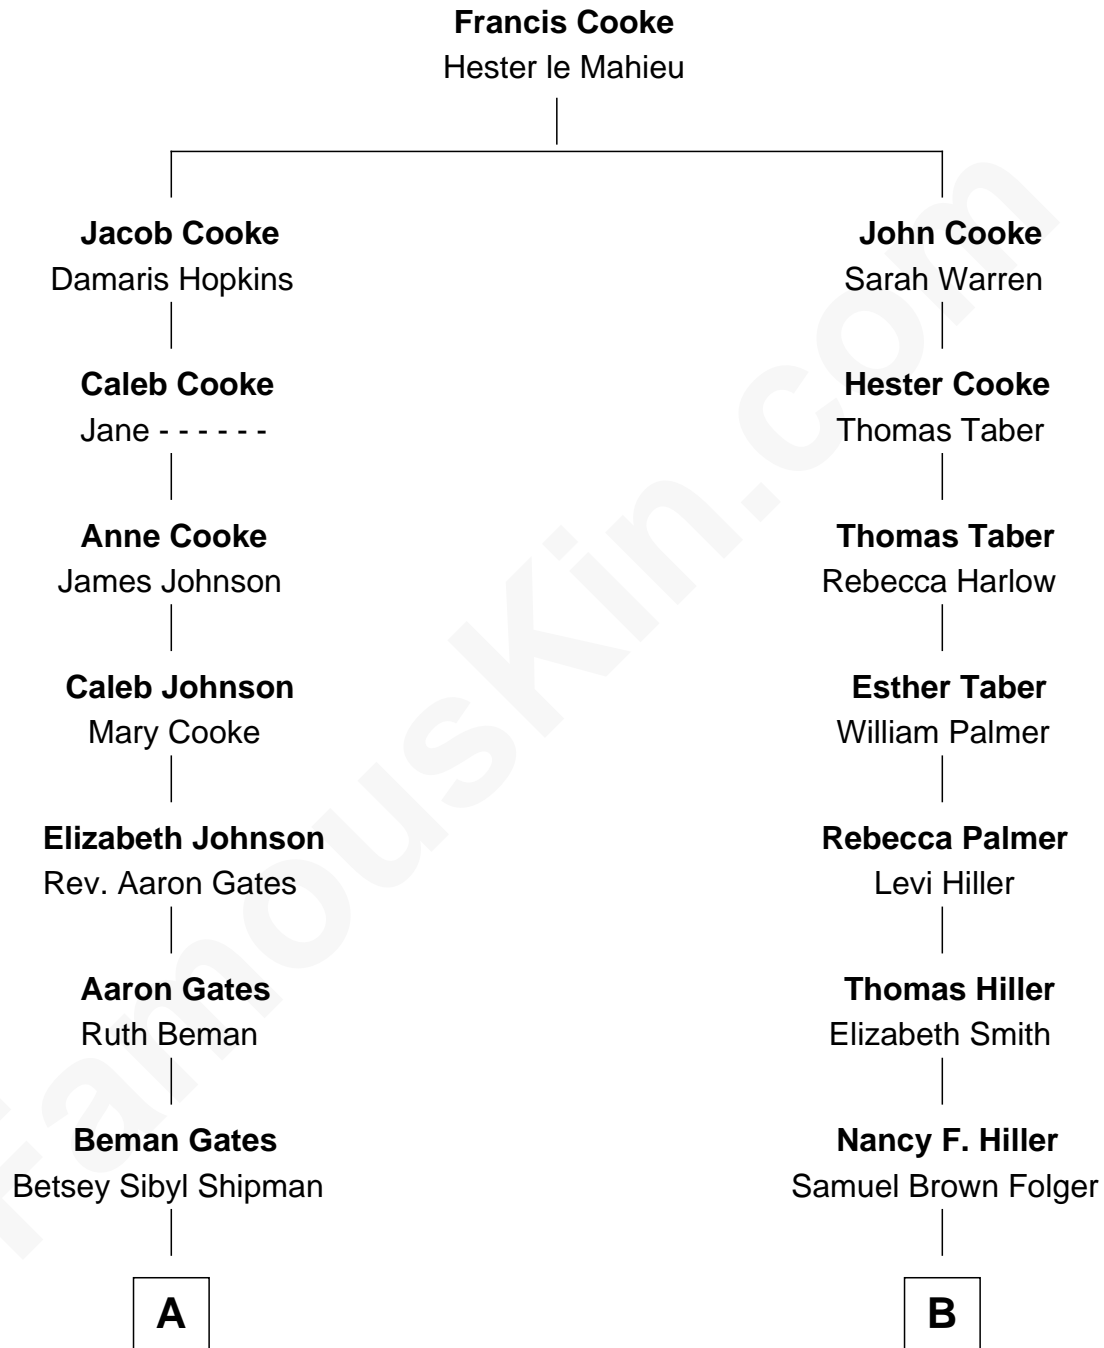 Francis Cooke
Hester le Mahieu
Jacob Cooke
Damaris Hopkins
John Cooke
Sarah Warren
Caleb Cooke
Jane - - - - - -
Hester Cooke
Thomas Taber
Anne Cooke
James Johnson
Thomas Taber
Rebecca Harlow
Caleb Johnson
Mary Cooke
Esther Taber
William Palmer
Elizabeth Johnson
Rev. Aaron Gates
Rebecca Palmer
Levi Hiller
Aaron Gates
Ruth Beman
Thomas Hiller
Elizabeth Smith
Beman Gates
Betsey Sibyl Shipman
Nancy F. Hiller
Samuel Brown Folger
A
B
FamousKin.com